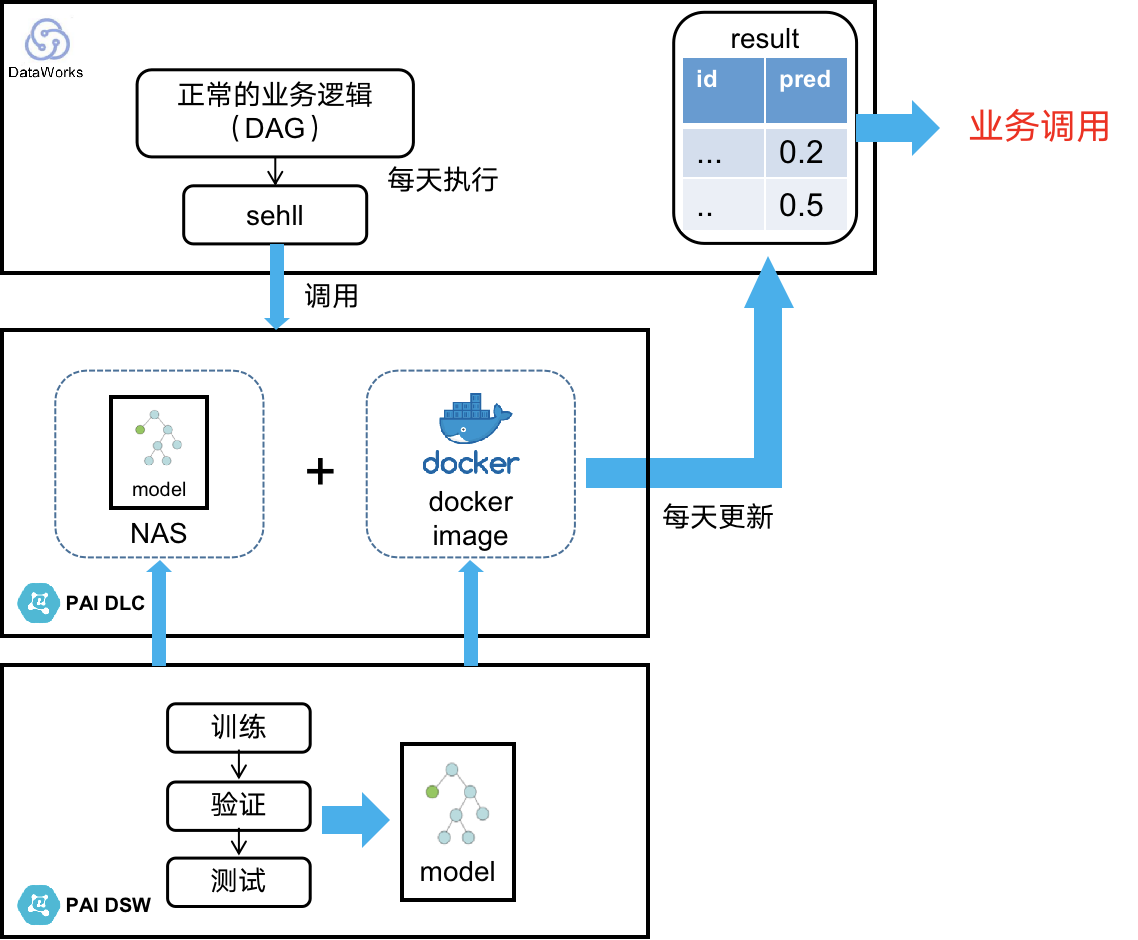 DataWorks
正常的业务逻辑
（DAG）
每天执行
sehll
result
id pred
... 0.2
.. 0.5
业务调用
调用
model
NAS
+
docker
docker
image
每天更新
PAI DLC
训练
验证
测试
model
PAI DSW